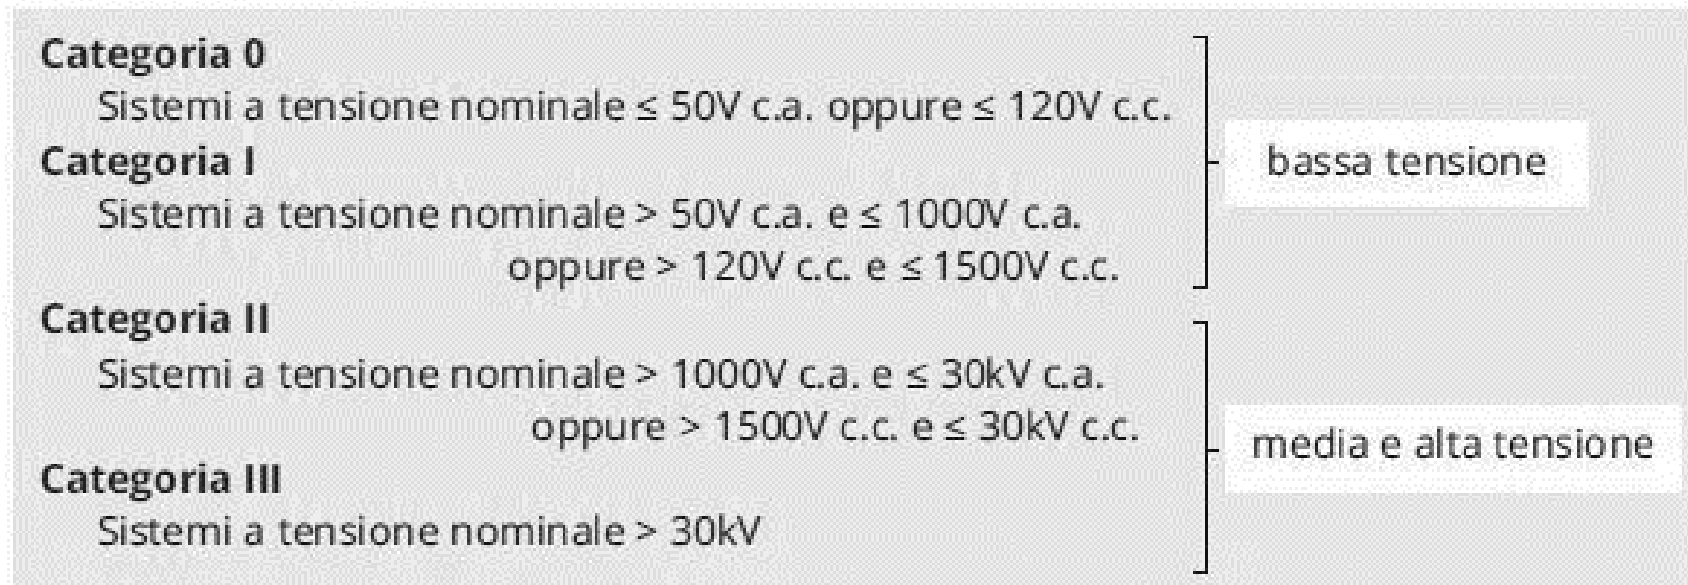 Categoria 0
Sistemi a tensione nominale ≤ 50V c.a. oppure ≤ 120V c.c.
Categoria I
Sistemi a tensione nominale > 50V c.a. e ≤ 1000V c.a.
oppure > 120V c.c. e ≤ 1500V c.c.
bassa tensione
Categoria II
Sistemi a tensione nominale > 1000V c.a. e ≤ 30kV c.a.
oppure > 1500V c.c. e ≤ 30kV c.c.
Categoria III
Sistemi a tensione nominale > 30kV
media e alta tensione